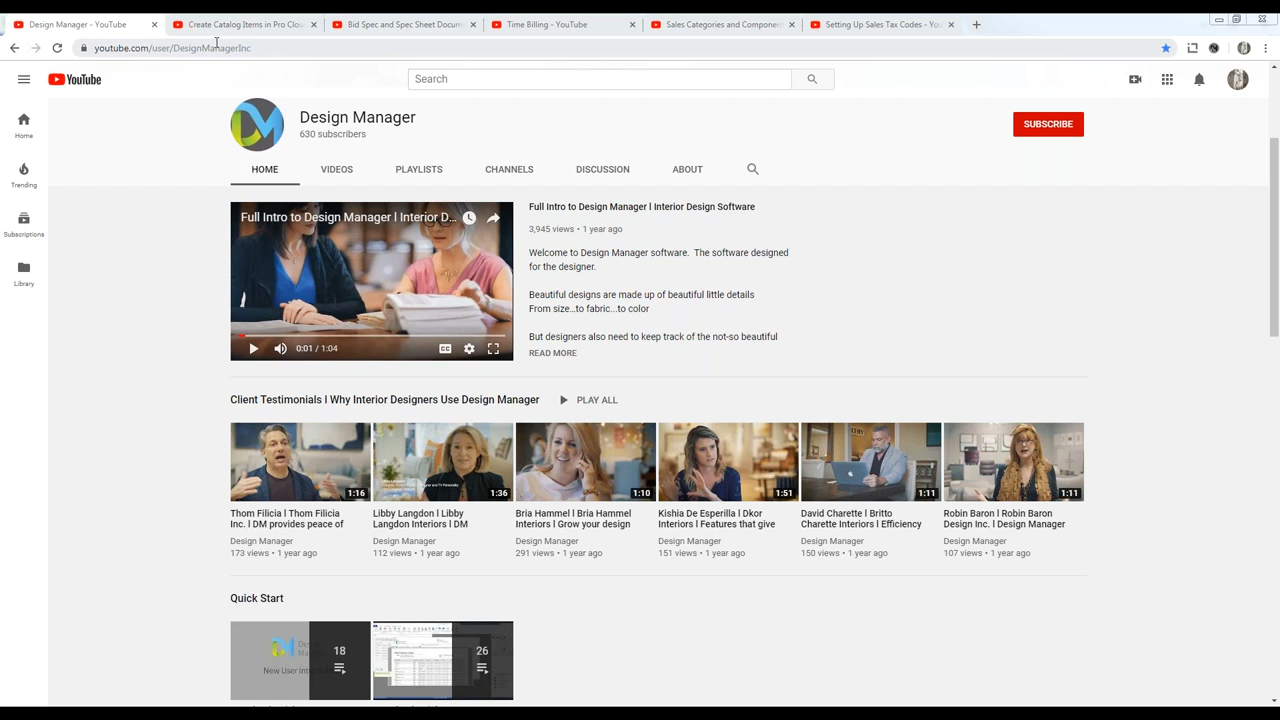 Design Manager - YouTube
Create Catalog Items in Pro Clou
Bid Spec and Spec Sheet Docum
Time Billing - YouTube
Sales Categories and Componen
Setting Up Sales Tax Codes - Yo
youtube.com/user/DesignManagerInc
YouTube
Search
Home
Trending
Subscriptions
Library
DM
Design Manager
630 subscribers
SUBSCRIBE
HOME VIDEOS PLAYLISTS CHANNELS DISCUSSION ABOUT
Full Intro to Design Manager l Interior D...
0:01 / 1:04
CC
Full Intro to Design Manager l Interior Design Software
3,945 views • 1 year ago
Welcome to Design Manager software. The software designed
for the designer.
Beautiful designs are made up of beautiful little details
From size...to fabric...to color
But designers also need to keep track of the not-so beautiful
READ MORE
Client Testimonials l Why Interior Designers Use Design Manager
PLAY ALL
1:16
Thom Filicia l Thom Filicia
Inc. l DM provides peace of
Design Manager
173 views • 1 year ago
1:36
Libby Langdon l Libby
Langdon Interiors l DM
Design Manager
112 views • 1 year ago
1:10
Bria Hammel l Bria Hammel
Interiors l Grow your design
Design Manager
291 views • 1 year ago
1:51
Kishia De Esperilla l Dkor
Interiors l Features that give
Design Manager
151 views • 1 year ago
1:11
David Charette l Britto
Charette Interiors l Efficiency
Design Manager
150 views • 1 year ago
1:11
Robin Baron l Robin Baron
Design Inc. l Design Manager
Design Manager
107 views • 1 year ago
Quick Start
New User Int
18
26